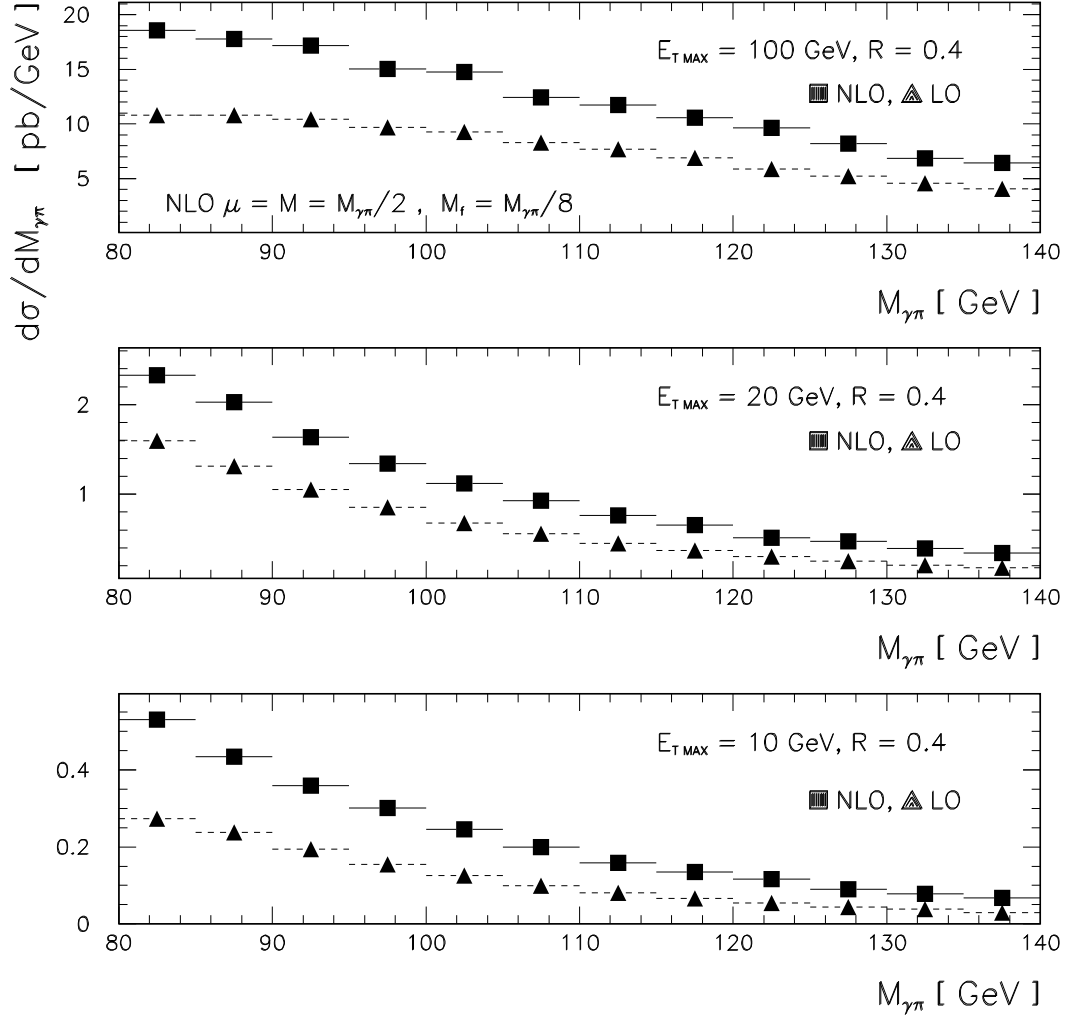 dσ/dM_γπ [ pb/GeV ]
20
15
10
5
E_T MAX = 100 GeV, R = 0.4
NLO, LO
NLO μ = M = M_γπ/2 , M_f = M_γπ/8
80 90 100 110 120 130 140
M_γπ [ GeV ]
2
1
E_T MAX = 20 GeV, R = 0.4
NLO, LO
80 90 100 110 120 130 140
M_γπ [ GeV ]
0.4
0.2
0
E_T MAX = 10 GeV, R = 0.4
NLO, LO
80 90 100 110 120 130 140
M_γπ [ GeV ]